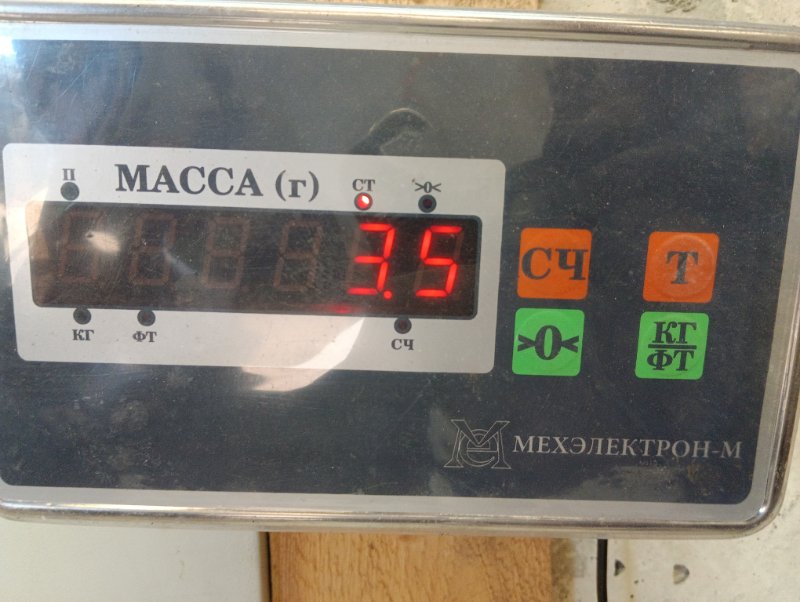 П МАССА (г) СТ >0<
3.5
КГ ФТ СЧ
СЧ Т
>0< КГ/ФТ
МЕХЭЛЕКТРОН-М